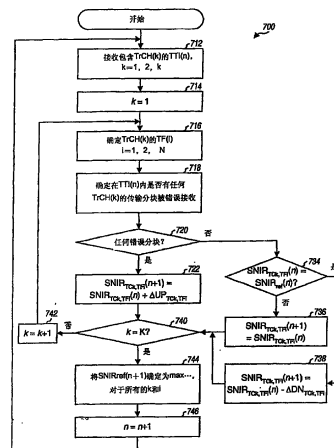 开始
700
712
接收包含TrCH(k)的TTi(n),
k=1, 2, k
714
k = 1
716
确定TrCH(k)的TF(i)
i=1, 2, N
718
确定在TTi(n)内是否有任何
TrCH(k)的传输分块被错误接收
720
任何错误分块?
否
是
722
SNIR_TCk,TFi(n+1) =
SNIR_TCk,TFi(n) + ΔUP_TCk,TFi
734
SNIR_TCk,TFi(n) =
SNIR_ref(n)?
是
否
736
SNIR_TCk,TFi(n+1)
= SNIR_TCk,TFi(n)
738
SNIR_TCk,TFi(n+1) =
SNIR_TCk,TFi(n) - ΔDN_TCk,TFi
740
k = K?
否
742
k = k+1
是
744
将SNIRref(n+1)确定为max…,
对于所有的k和i
746
n = n+1